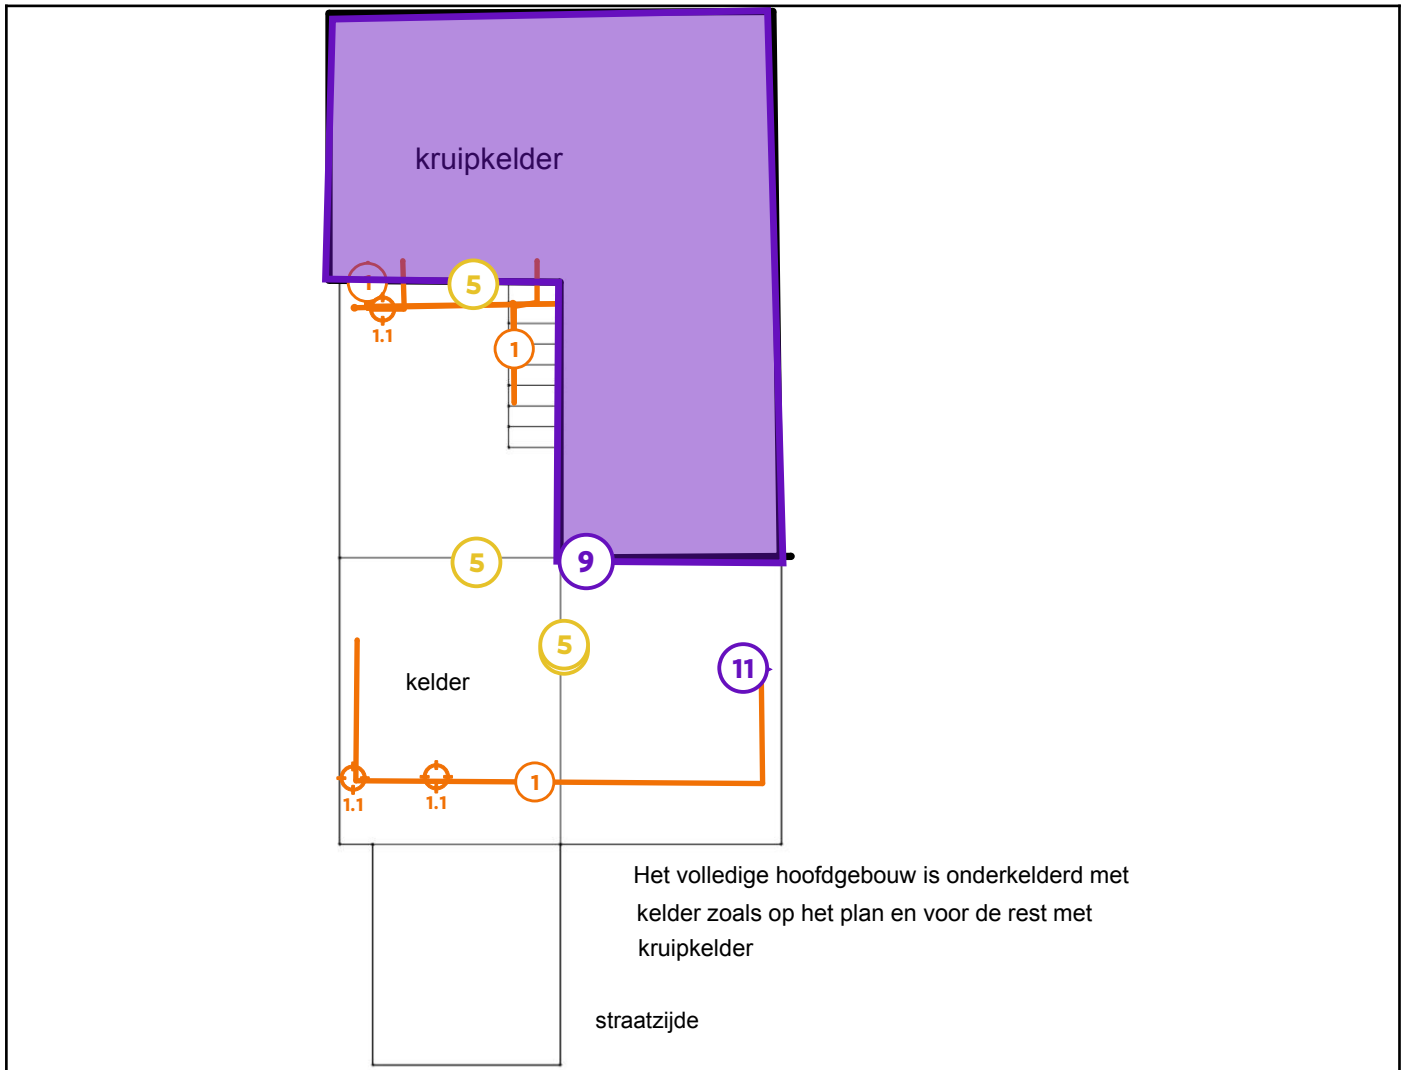 kruipkelder
1
5
1.1
1
5
9
5
11
kelder
1
1.1
1.1
Het volledige hoofdgebouw is onderkelderd met
kelder zoals op het plan en voor de rest met
kruipkelder
straatzijde